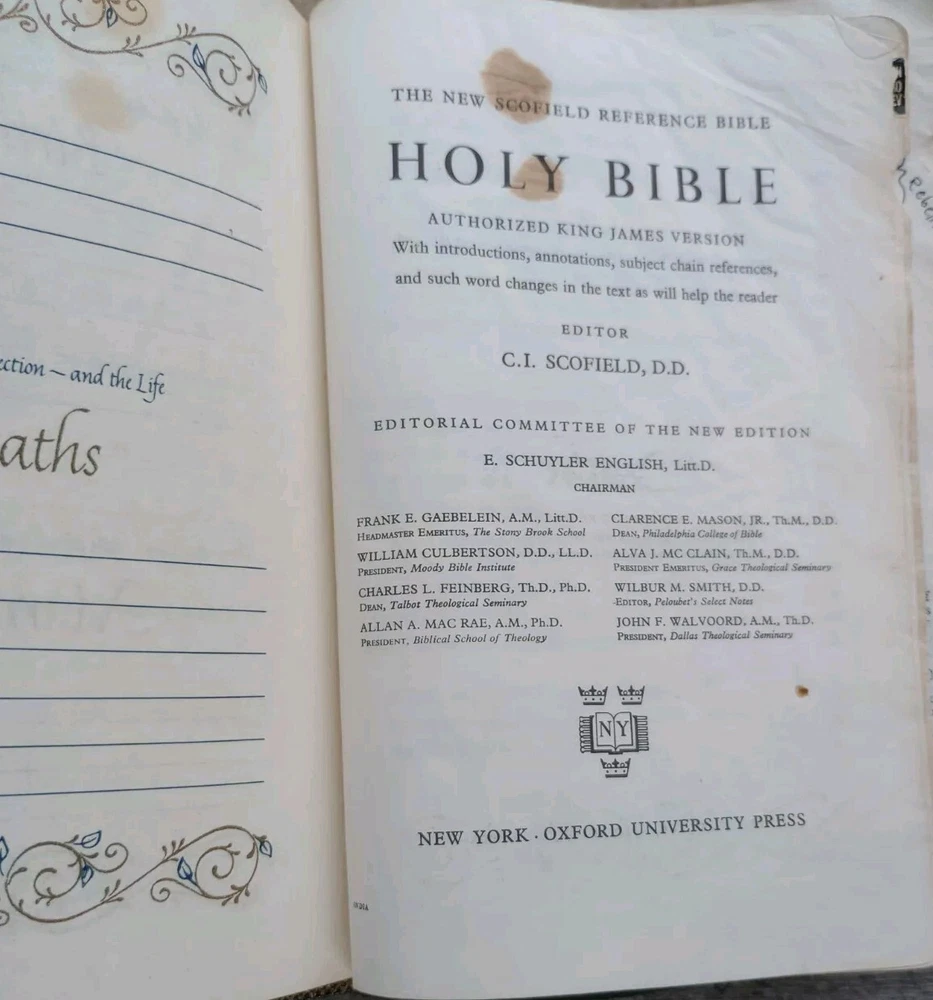 ection – and the Life
aths
THE NEW SCOFIELD REFERENCE BIBLE
HOLY BIBLE
AUTHORIZED KING JAMES VERSION
With introductions, annotations, subject chain references,
and such word changes in the text as will help the reader
EDITOR
C.I. SCOFIELD, D.D.
EDITORIAL COMMITTEE OF THE NEW EDITION
E. SCHUYLER ENGLISH, Litt.D.
CHAIRMAN
FRANK E. GAEBELEIN, A.M., Litt.D.
HEADMASTER EMERITUS, The Stony Brook School
WILLIAM CULBERTSON, D.D., LL.D.
PRESIDENT, Moody Bible Institute
CHARLES L. FEINBERG, Th.D., Ph.D.
DEAN, Talbot Theological Seminary
ALLAN A. MAC RAE, A.M., Ph.D.
PRESIDENT, Biblical School of Theology
CLARENCE E. MASON, JR., Th.M., D.D.
DEAN, Philadelphia College of Bible
ALVA J. MC CLAIN, Th.M., D.D.
PRESIDENT EMERITUS, Grace Theological Seminary
WILBUR M. SMITH, D.D.
EDITOR, Peloubet's Select Notes
JOHN F. WALVOORD, A.M., Th.D.
PRESIDENT, Dallas Theological Seminary
NY
NEW YORK · OXFORD UNIVERSITY PRESS